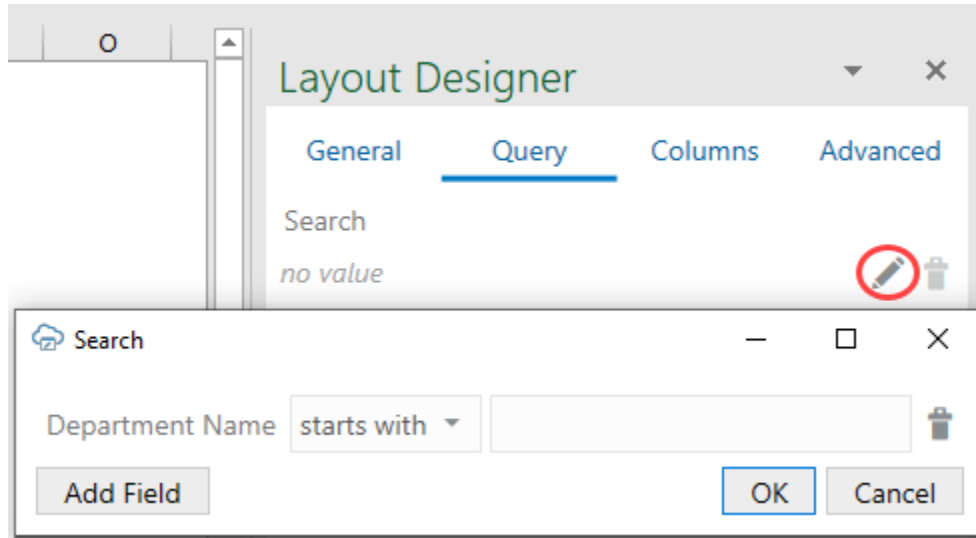 O
Layout Designer
General Query Columns Advanced
Search
no value
Search
Department Name starts with
Add Field OK Cancel